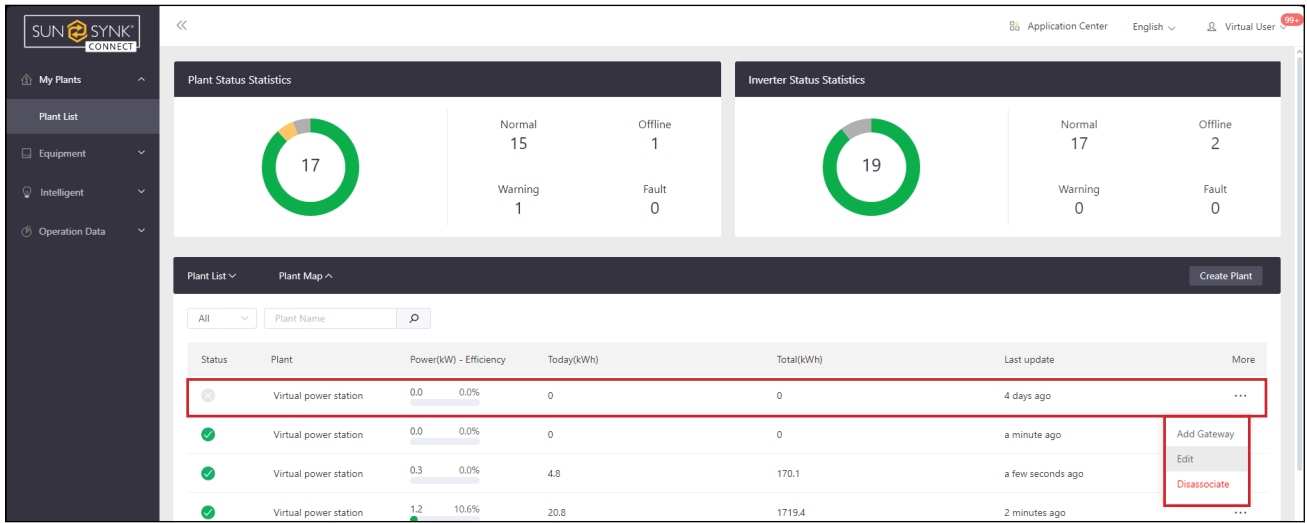 SUN SYNK
CONNECT
Application Center English Virtual User 99+
My Plants
Plant List
Equipment
Intelligent
Operation Data
Plant Status Statistics
17
Normal Offline
15 1
Warning Fault
1 0
Inverter Status Statistics
19
Normal Offline
17 2
Warning Fault
0 0
Plant List Plant Map Create Plant
All Plant Name
Status Plant Power(kW) - Efficiency Today(kWh) Total(kWh) Last update More
Virtual power station 0.0 0.0% 0 0 4 days ago ...
Virtual power station 0.0 0.0% 0 0 a minute ago
Virtual power station 0.3 0.0% 4.8 170.1 a few seconds ago
Virtual power station 1.2 10.6% 20.8 1719.4 2 minutes ago ...
Add Gateway
Edit
Disassociate